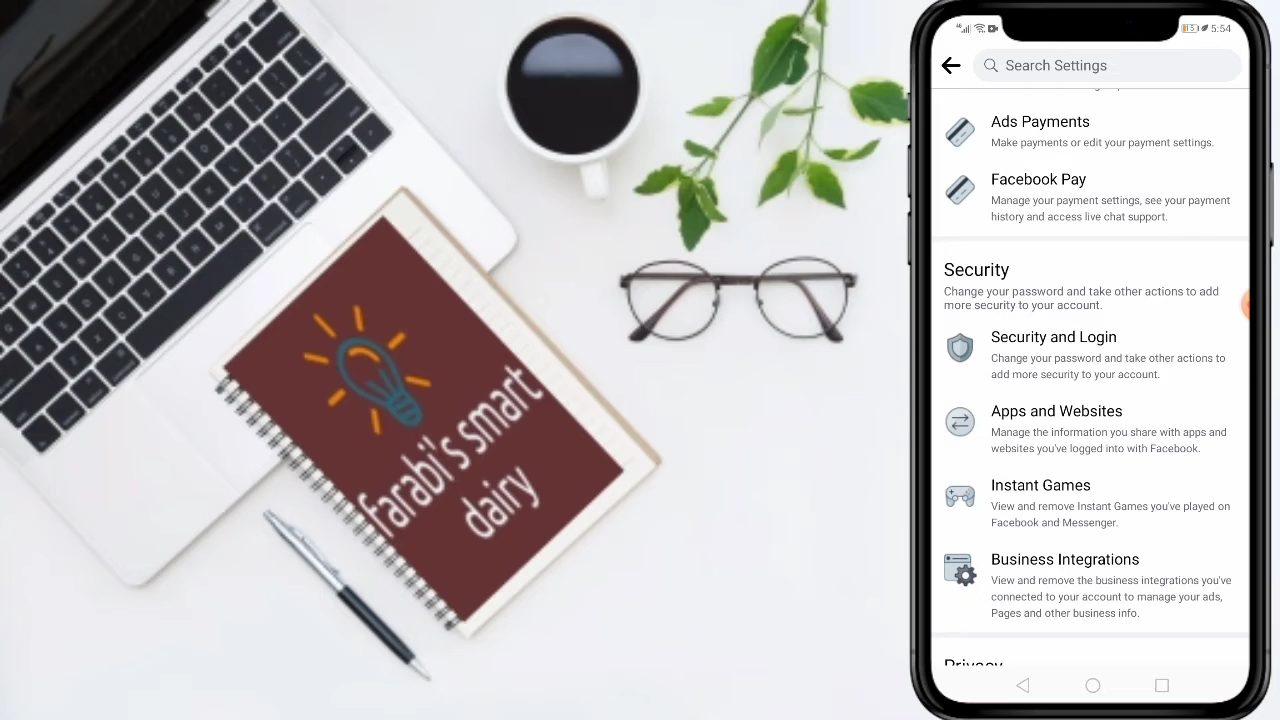 farabi's smart
dairy
4G
5
5:54
Search Settings
Ads Payments
Make payments or edit your payment settings.
Facebook Pay
Manage your payment settings, see your payment
history and access live chat support.
Security
Change your password and take other actions to add
more security to your account.
Security and Login
Change your password and take other actions to
add more security to your account.
Apps and Websites
Manage the information you share with apps and
websites you've logged into with Facebook.
Instant Games
View and remove Instant Games you've played on
Facebook and Messenger.
Business Integrations
View and remove the business integrations you've
connected to your account to manage your ads,
Pages and other business info.
Privacy